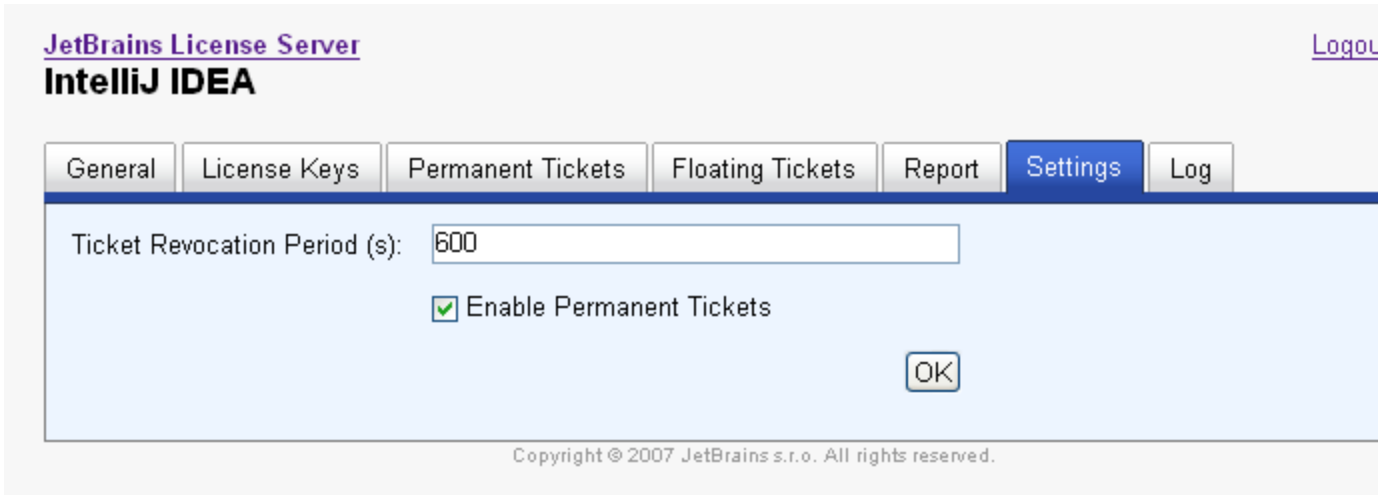 JetBrains License Server
IntelliJ IDEA
General License Keys Permanent Tickets Floating Tickets Report Settings Log
Ticket Revocation Period (s): 600
Enable Permanent Tickets
OK
Copyright © 2007 JetBrains s.r.o. All rights reserved.